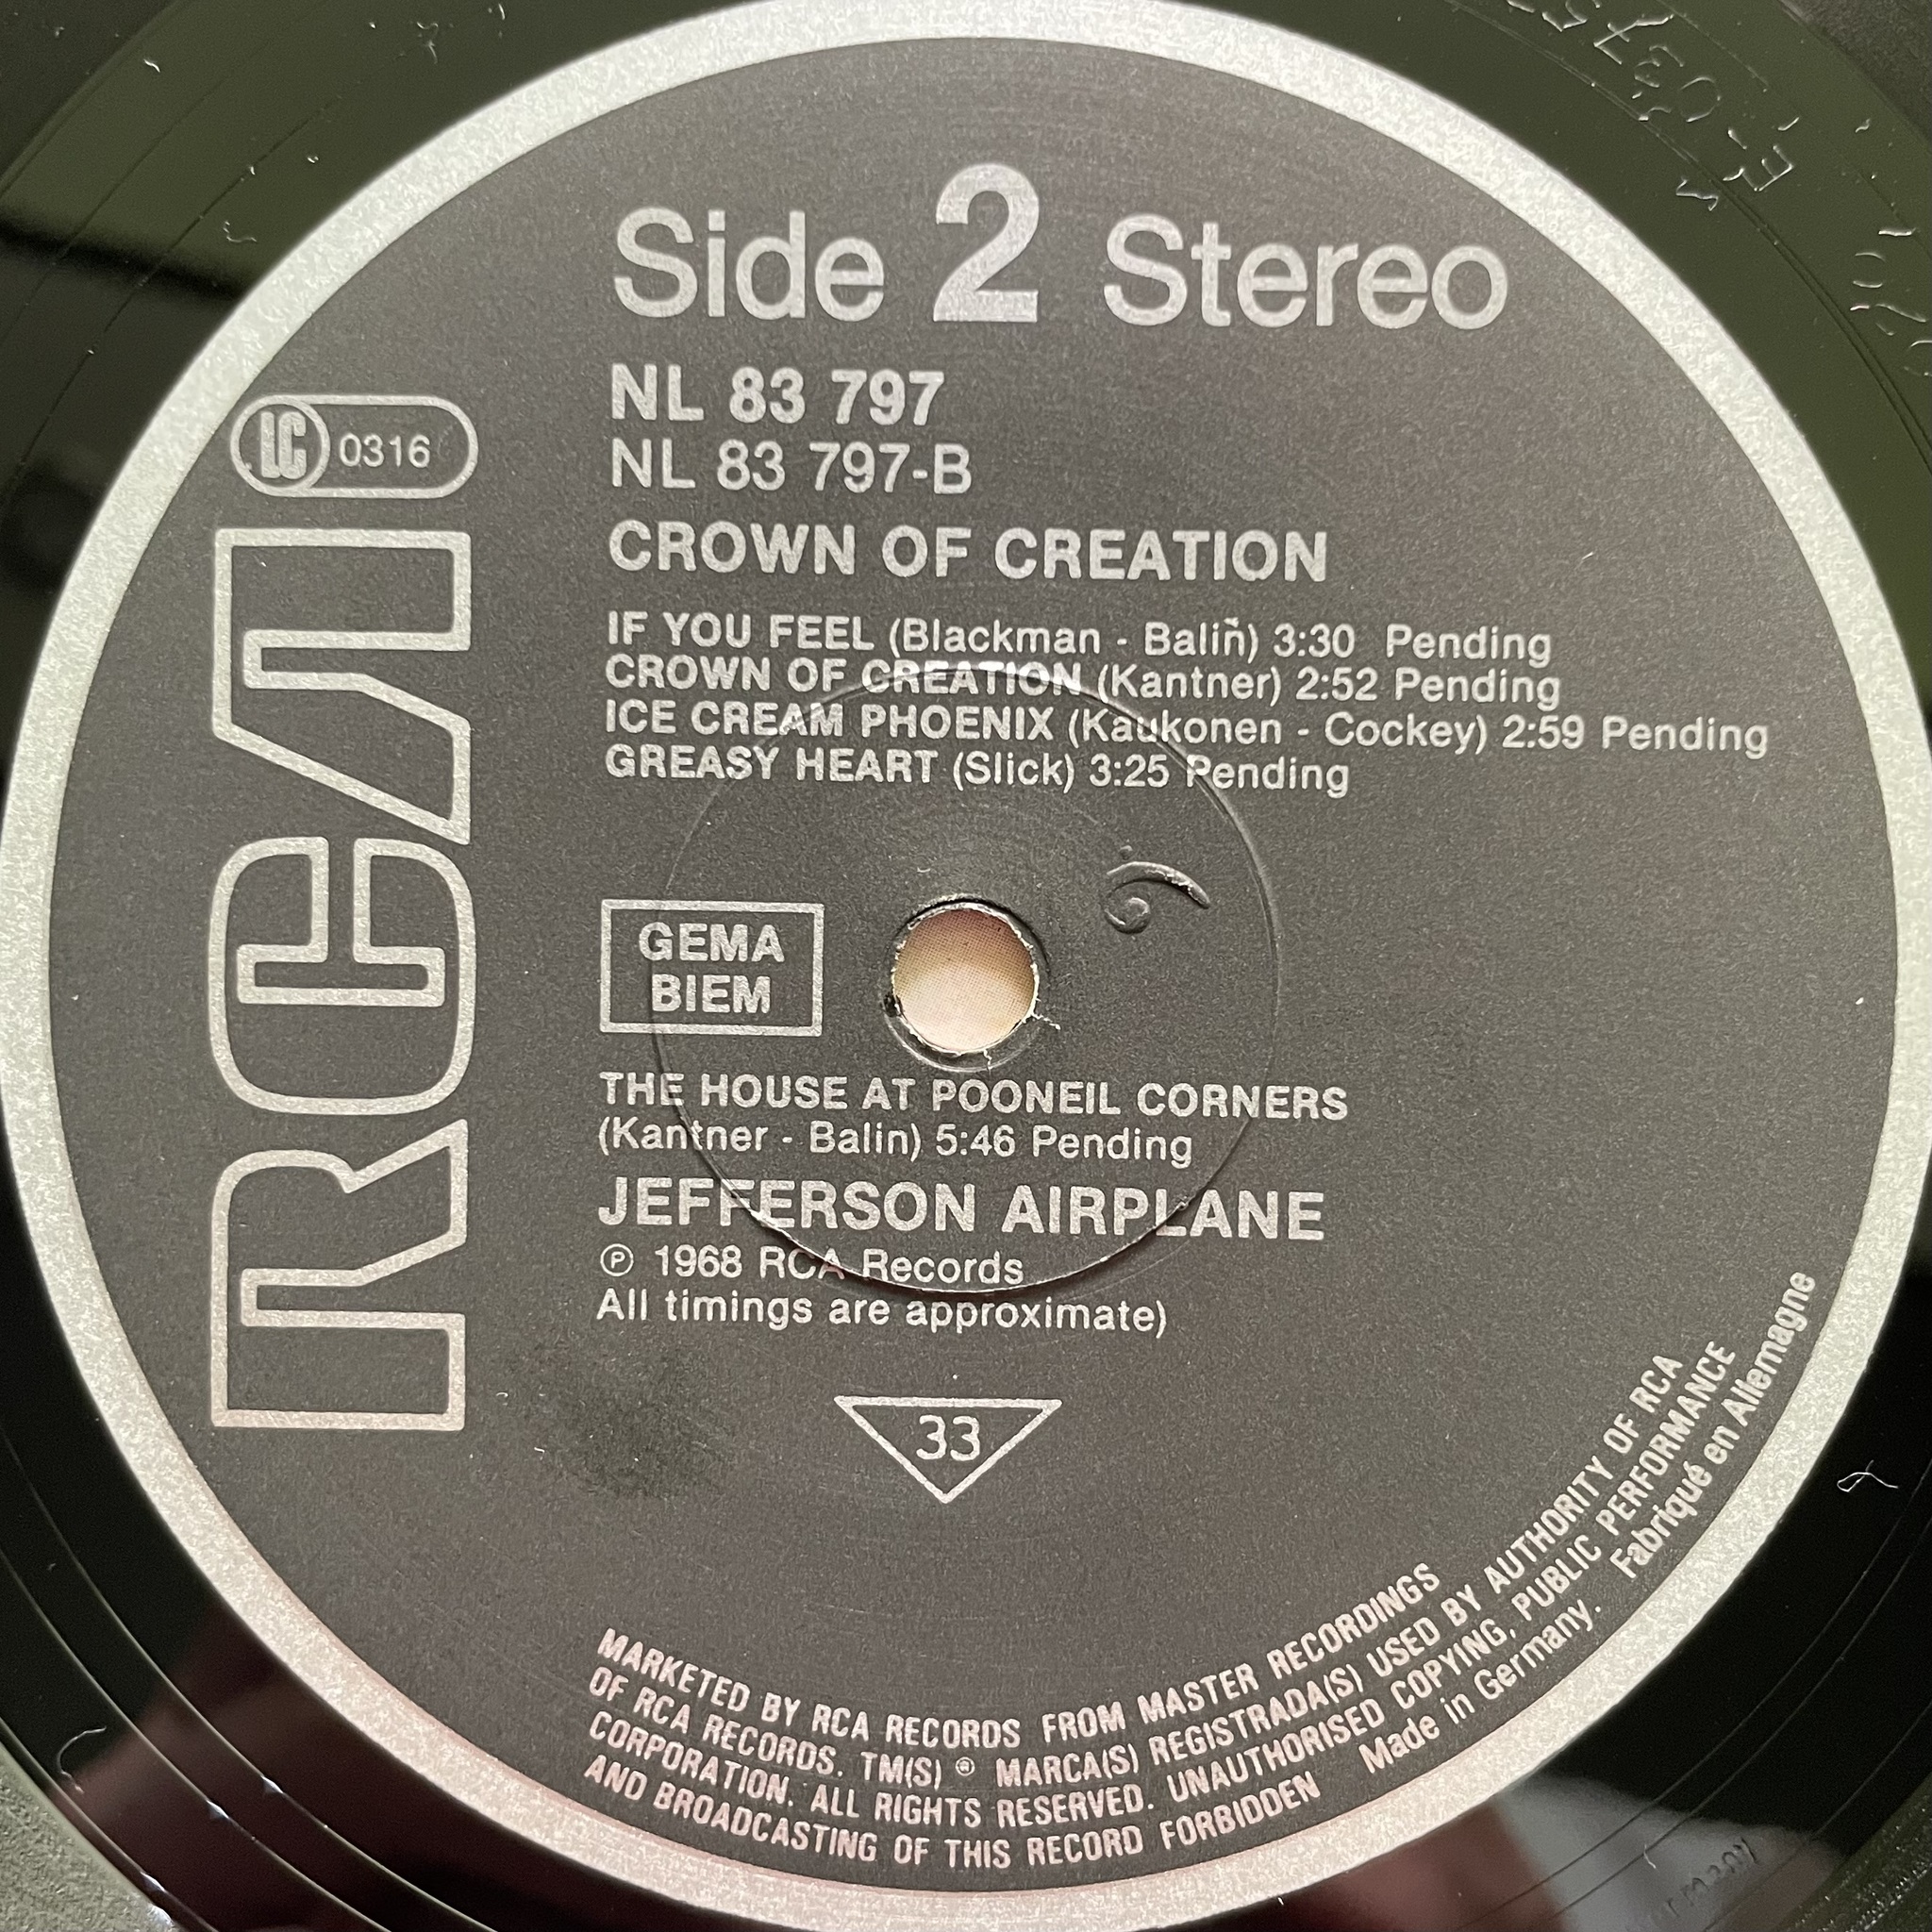 Side 2 Stereo
NL 83 797
NL 83 797-B
LC 0316
RCA
CROWN OF CREATION
IF YOU FEEL (Blackman - Baliñ) 3:30 Pending
CROWN OF CREATION (Kantner) 2:52 Pending
ICE CREAM PHOENIX (Kaukonen - Cockey) 2:59 Pending
GREASY HEART (Slick) 3:25 Pending
GEMA
BIEM
THE HOUSE AT POONEIL CORNERS
(Kantner - Balin) 5:46 Pending
JEFFERSON AIRPLANE
Ⓟ 1968 RCA Records
All timings are approximate)
33
MARKETED BY RCA RECORDS FROM MASTER RECORDINGS
OF RCA RECORDS. TM(S) ® MARCA(S) REGISTRADA(S) USED BY AUTHORITY OF RCA
CORPORATION. ALL RIGHTS RESERVED. UNAUTHORISED COPYING, PUBLIC PERFORMANCE
AND BROADCASTING OF THIS RECORD FORBIDDEN Made in Germany. Fabriqué en Allemagne